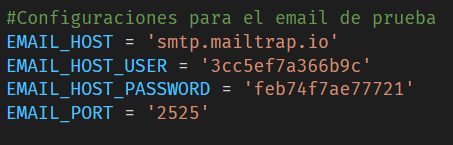 #Configuraciones para el email de prueba
EMAIL_HOST = 'smtp.mailtrap.io'
EMAIL_HOST_USER = '3cc5ef7a366b9c'
EMAIL_HOST_PASSWORD = 'feb74f7ae77721'
EMAIL_PORT = '2525'